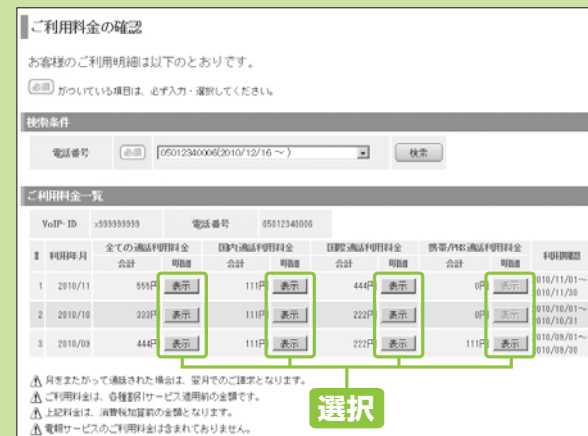 ご利用料金の確認
お客様のご利用明細は以下のとおりです。
必須 がついている項目は、必ず入力・選択してください。
検索条件
電話番号 必須 05012340006(2010/12/16 ～ ) 検索
ご利用料金一覧
VoIP-ID x999999999 電話番号 05012340006
# 利用年月 全ての通話利用料金 国内通話利用料金 国際通話利用料金 携帯/PHS通話利用料金 利用期間
合計 明細 合計 明細 合計 明細 合計 明細
1 2010/11 555円 表示 111円 表示 444円 表示 0円 表示 2010/11/01～
2010/11/30
2 2010/10 333円 表示 111円 表示 222円 表示 0円 表示 2010/10/01～
2010/10/31
3 2010/09 444円 表示 111円 表示 222円 表示 111円 表示 2010/09/01～
2010/09/30
月をまたがって通話された場合は、翌月でのご請求となります。
ご利用料金は、各種割引サービス適用前の金額です。
上記料金は、消費税加算前の金額となります。
電報サービスのご利用料金は含まれておりません。
選択